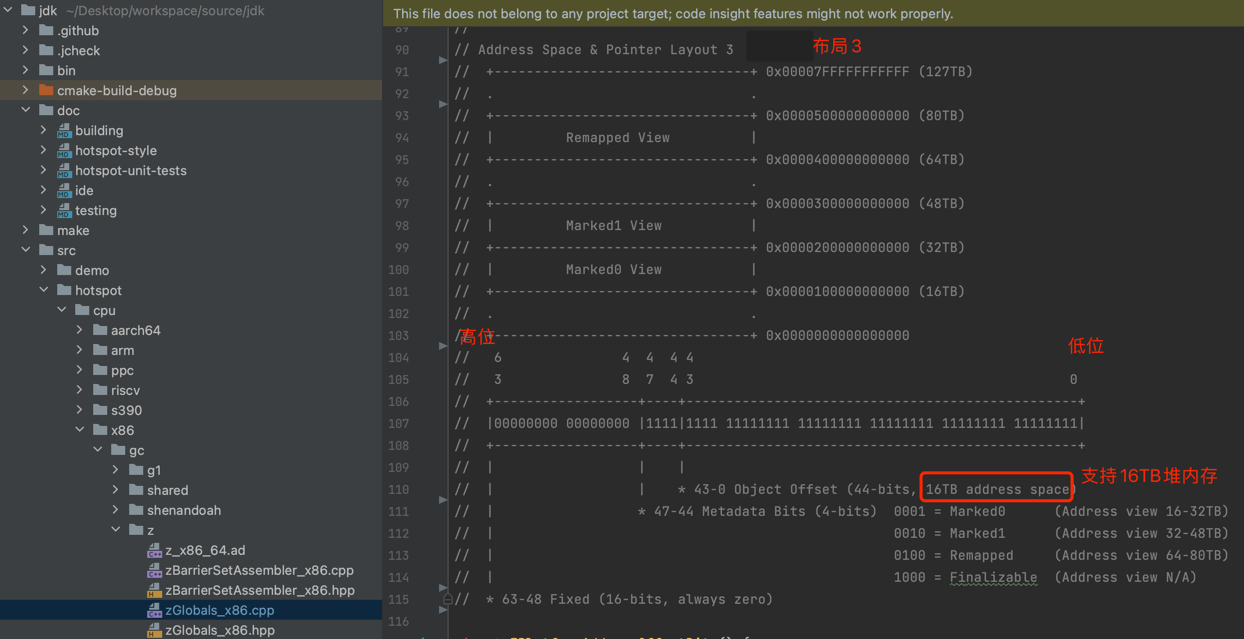 jdk ~/Desktop/workspace/source/jdk
.github
.jcheck
bin
cmake-build-debug
doc
building
hotspot-style
hotspot-unit-tests
ide
testing
make
src
demo
hotspot
cpu
aarch64
arm
ppc
riscv
s390
x86
gc
g1
shared
shenandoah
z
z_x86_64.ad
zBarrierSetAssembler_x86.cpp
zBarrierSetAssembler_x86.hpp
zGlobals_x86.cpp
zGlobals_x86.hpp
This file does not belong to any project target; code insight features might not work properly.
89 //
90 // Address Space & Pointer Layout 3 布局3
91 // +--------------------------------+ 0x00007FFFFFFFFFFF (127TB)
92 // . .
93 // +--------------------------------+ 0x0000500000000000 (80TB)
94 // | Remapped View |
95 // +--------------------------------+ 0x0000400000000000 (64TB)
96 // . .
97 // +--------------------------------+ 0x0000300000000000 (48TB)
98 // | Marked1 View |
99 // +--------------------------------+ 0x0000200000000000 (32TB)
100 // | Marked0 View |
101 // +--------------------------------+ 0x0000100000000000 (16TB)
102 // . .
103 // +--------------------------------+ 0x0000000000000000
高位 低位
104 // 6 4 4 4 4
105 // 3 8 7 4 3 0
106 // +------------------+----+-------------------------------------------------+
107 // |00000000 00000000 |1111|1111 11111111 11111111 11111111 11111111 11111111|
108 // +------------------+----+-------------------------------------------------+
109 // | | |
110 // | | * 43-0 Object Offset (44-bits, 16TB address space) 支持16TB堆内存
111 // | * 47-44 Metadata Bits (4-bits) 0001 = Marked0 (Address view 16-32TB)
112 // | 0010 = Marked1 (Address view 32-48TB)
113 // | 0100 = Remapped (Address view 64-80TB)
114 // | 1000 = Finalizable (Address view N/A)
115 // * 63-48 Fixed (16-bits, always zero)
116